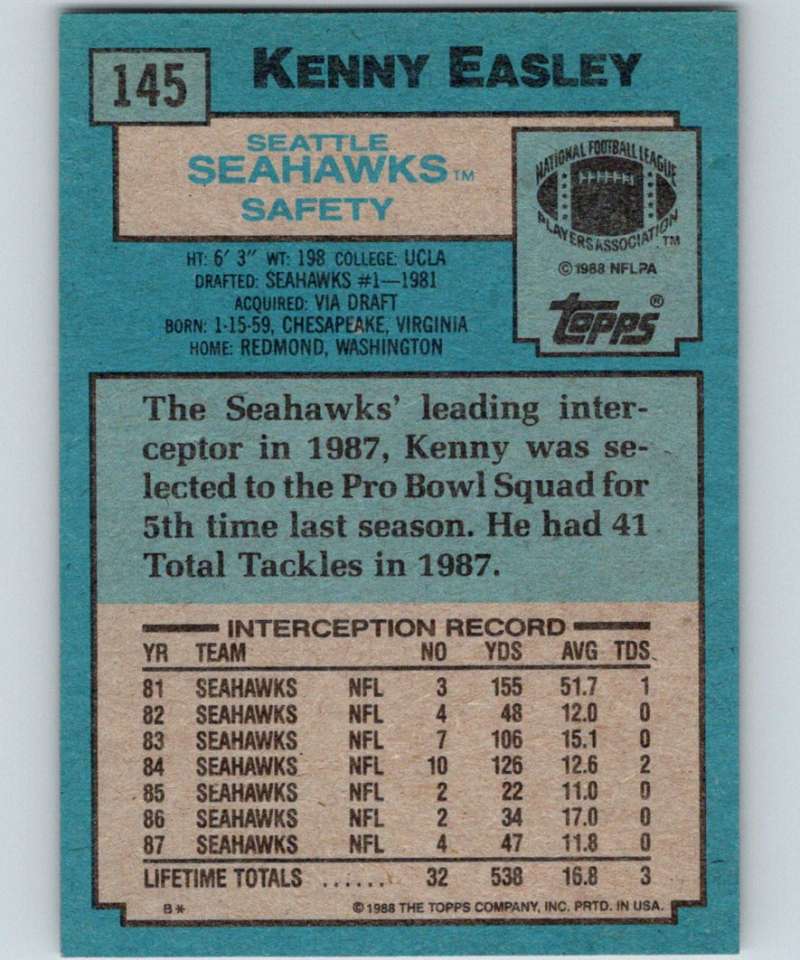 145
KENNY EASLEY
SEATTLE
SEAHAWKS™
SAFETY
NATIONAL FOOTBALL LEAGUE
PLAYERS ASSOCIATION™
©1988 NFLPA
topps®
HT: 6' 3" WT: 198 COLLEGE: UCLA
DRAFTED: SEAHAWKS #1—1981
ACQUIRED: VIA DRAFT
BORN: 1-15-59, CHESAPEAKE, VIRGINIA
HOME: REDMOND, WASHINGTON
The Seahawks' leading inter-
ceptor in 1987, Kenny was se-
lected to the Pro Bowl Squad for
5th time last season. He had 41
Total Tackles in 1987.
INTERCEPTION RECORD
YR TEAM NO YDS AVG TDS
81 SEAHAWKS NFL 3 155 51.7 1
82 SEAHAWKS NFL 4 48 12.0 0
83 SEAHAWKS NFL 7 106 15.1 0
84 SEAHAWKS NFL 10 126 12.6 2
85 SEAHAWKS NFL 2 22 11.0 0
86 SEAHAWKS NFL 2 34 17.0 0
87 SEAHAWKS NFL 4 47 11.8 0
LIFETIME TOTALS ...... 32 538 16.8 3
B* ©1988 THE TOPPS COMPANY, INC. PRTD. IN USA.